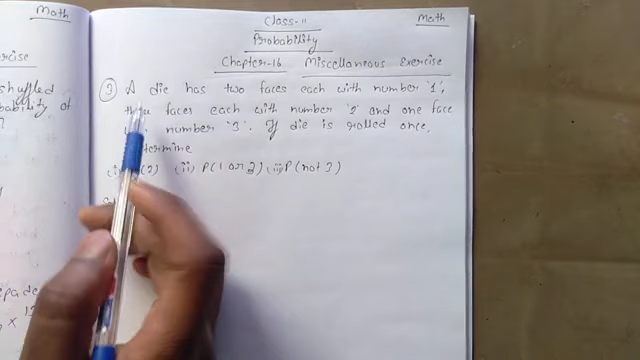 Math
Class-11
Math
Probability
Chapter-16 Miscellaneous Exercise
shuffled
A die has two faces each with number '1',
faces each with number '2' and one face
number '3'. If die is rolled once,
(2) (ii) P(1 or 3) (iii) P(not 3)